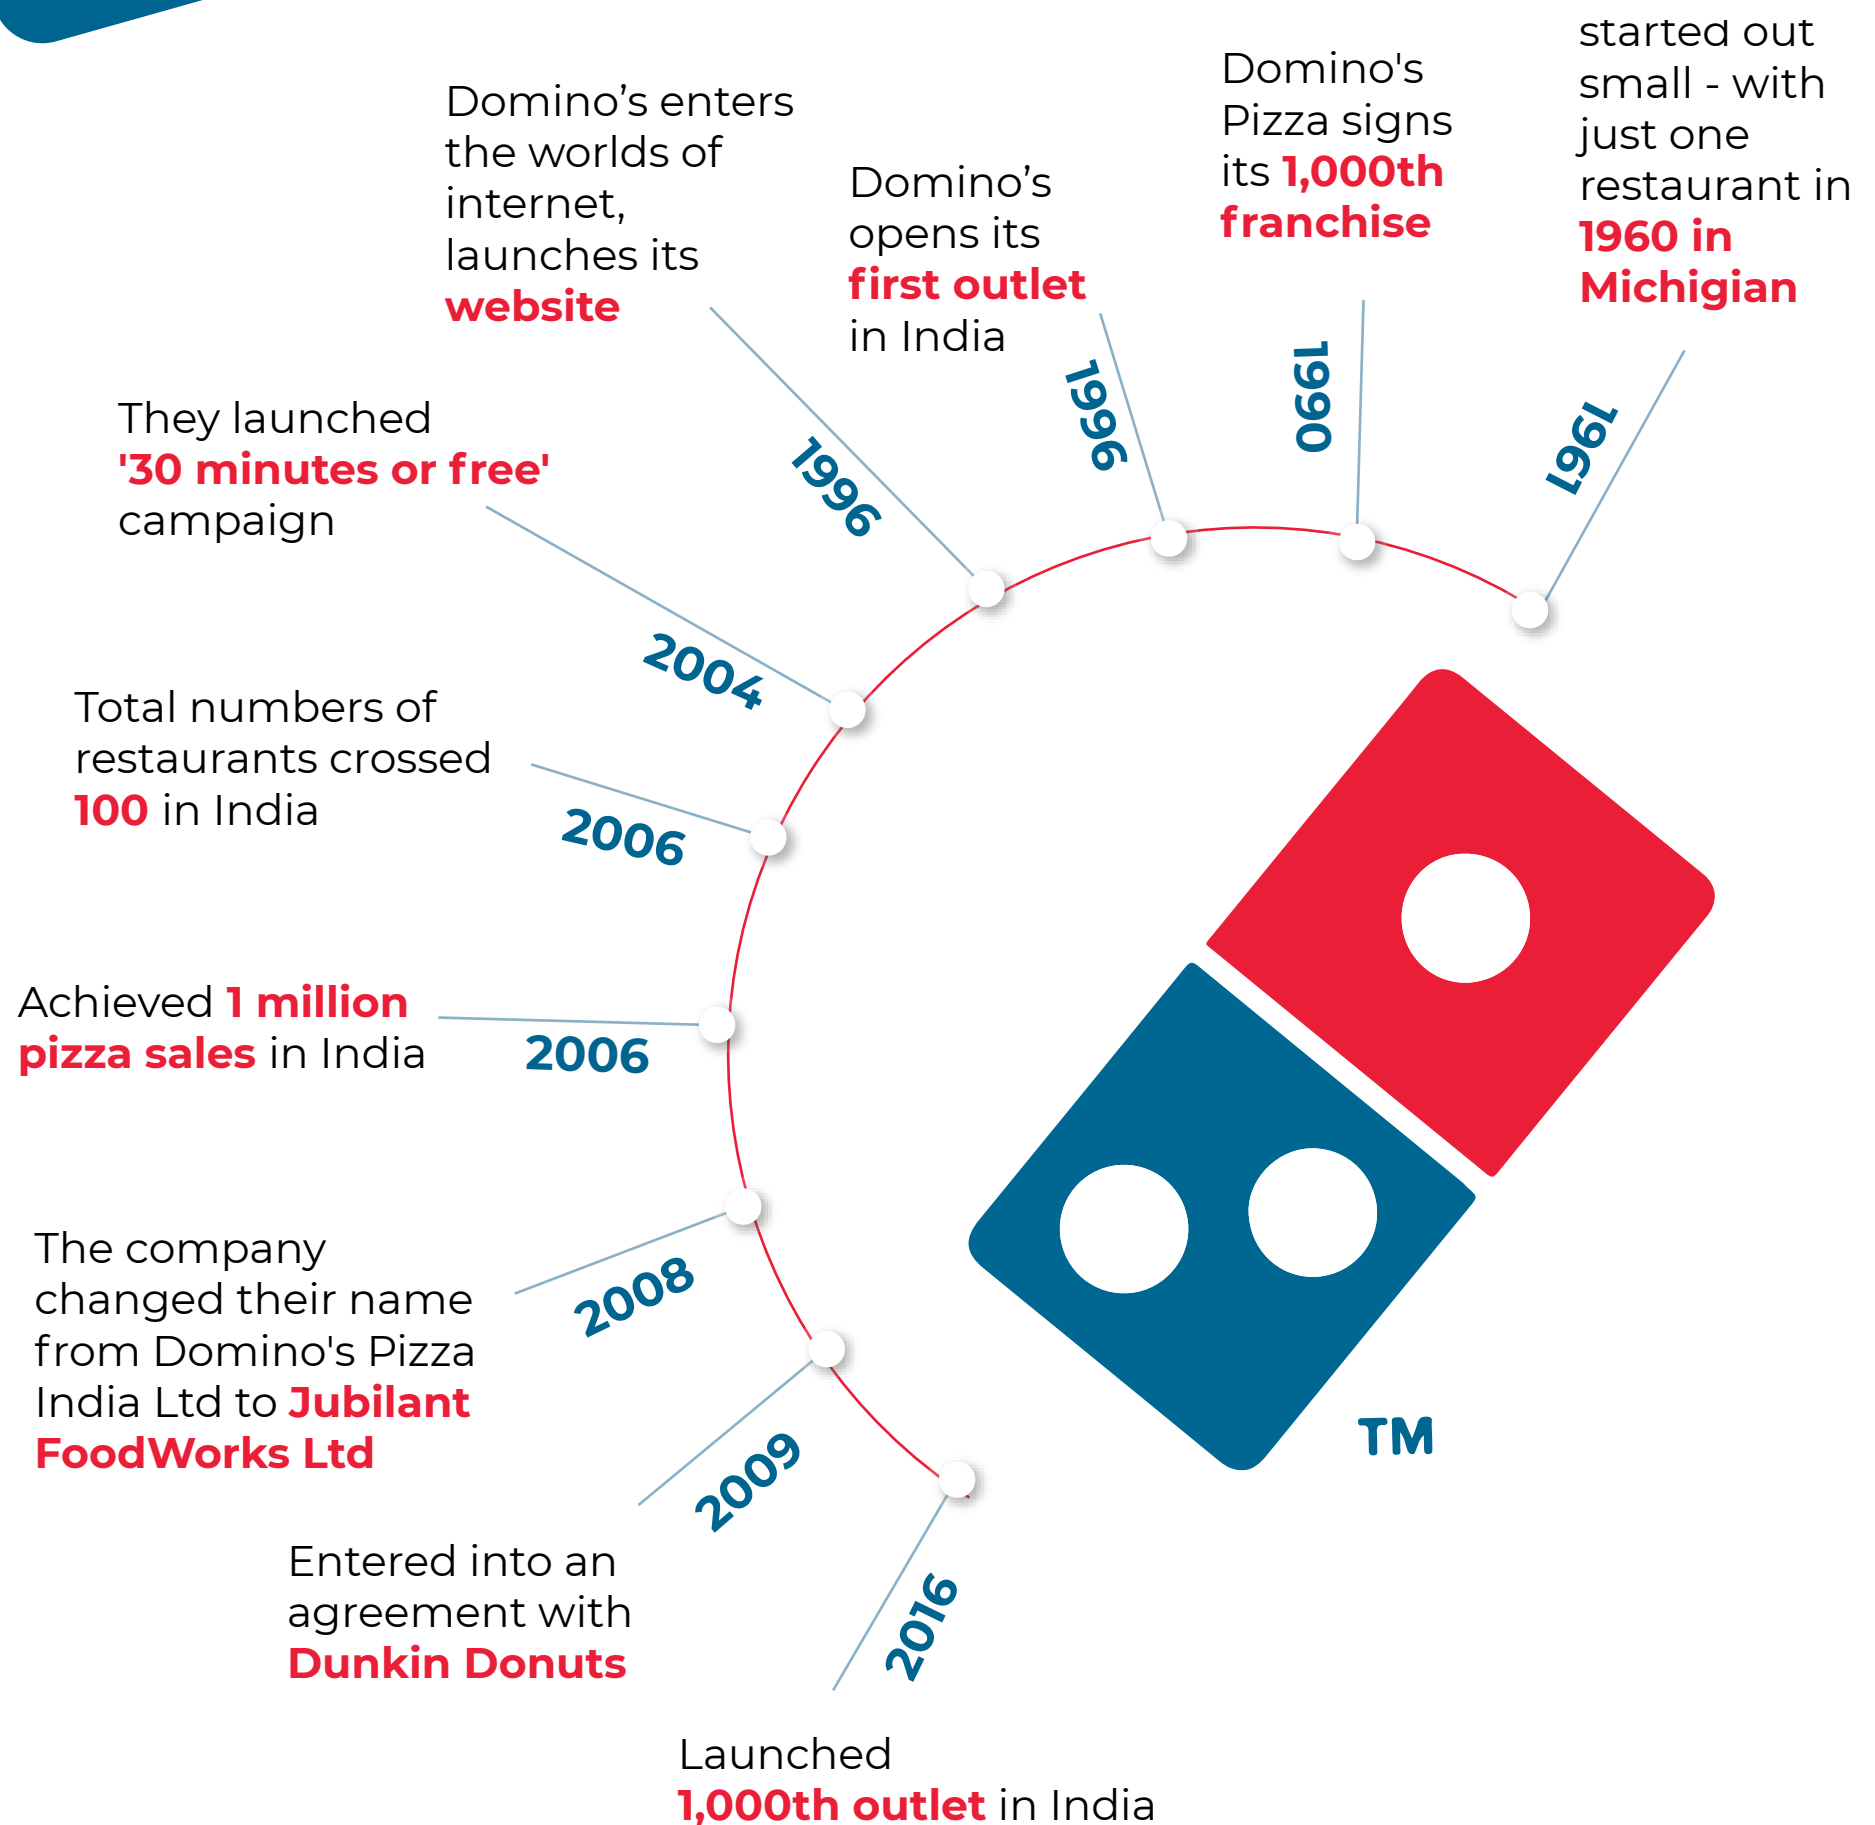 started out
small - with
just one
restaurant in
1960 in
Michigian
1961
Domino's
Pizza signs
its 1,000th
franchise
1990
Domino’s
opens its
first outlet
in India
1996
Domino’s enters
the worlds of
internet,
launches its
website
1996
They launched
'30 minutes or free'
campaign
2004
Total numbers of
restaurants crossed
100 in India
2006
Achieved 1 million
pizza sales in India
2006
The company
changed their name
from Domino's Pizza
India Ltd to Jubilant
FoodWorks Ltd
2008
Entered into an
agreement with
Dunkin Donuts
2009
Launched
1,000th outlet in India
2016
TM